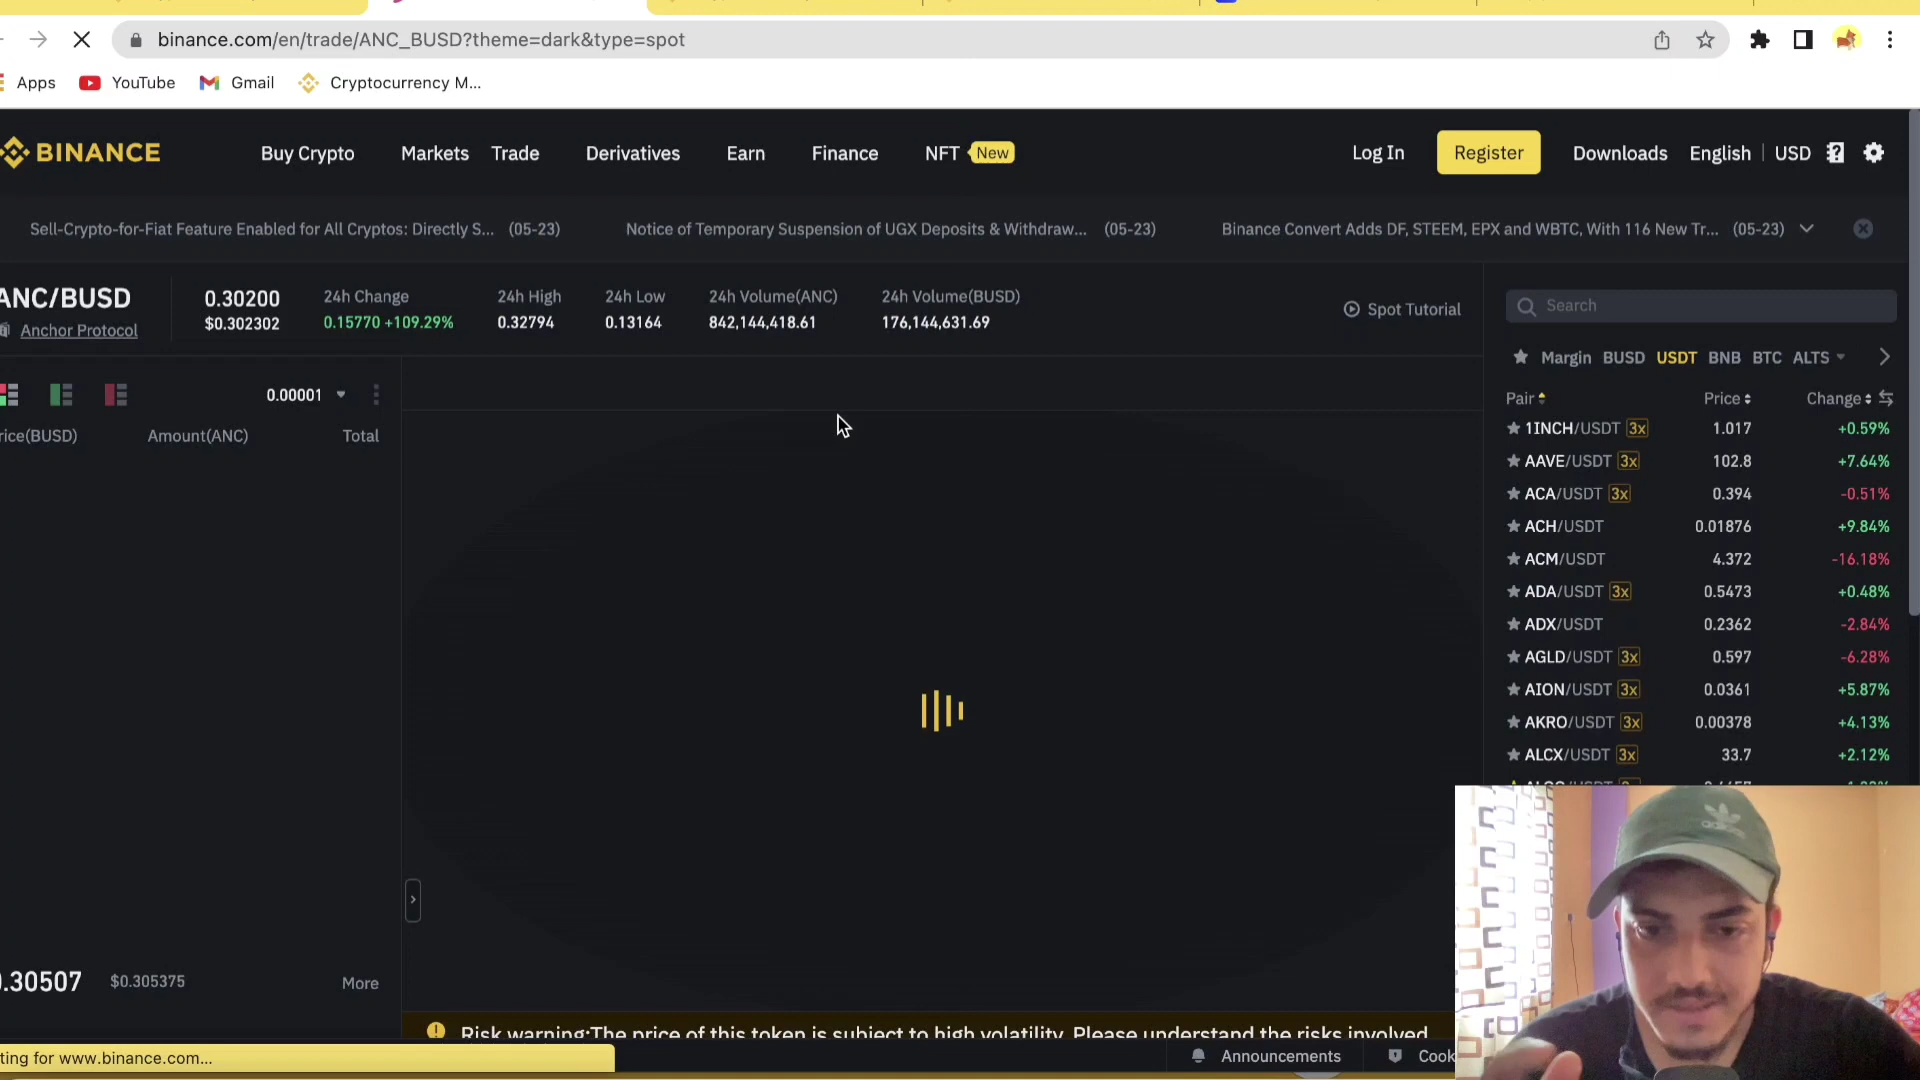 binance.com/en/trade/ANC_BUSD?theme=dark&type=spot
Apps YouTube Gmail Cryptocurrency M...
BINANCE Buy Crypto Markets Trade Derivatives Earn Finance NFT New Log In Register Downloads English USD
Sell-Crypto-for-Fiat Feature Enabled for All Cryptos: Directly S... (05-23) Notice of Temporary Suspension of UGX Deposits & Withdraw... (05-23) Binance Convert Adds DF, STEEM, EPX and WBTC, With 116 New Tr... (05-23)
ANC/BUSD
Anchor Protocol
0.30200
$0.302302
24h Change
0.15770 +109.29%
24h High
0.32794
24h Low
0.13164
24h Volume(ANC)
842,144,418.61
24h Volume(BUSD)
176,144,631.69
Spot Tutorial
0.00001
rice(BUSD) Amount(ANC) Total
.30507 $0.305375 More
Risk warning:The price of this token is subject to high volatility. Please understand the risks involved
Search
Margin BUSD USDT BNB BTC ALTS
Pair Price Change
1INCH/USDT 3x 1.017 +0.59%
AAVE/USDT 3x 102.8 +7.64%
ACA/USDT 3x 0.394 -0.51%
ACH/USDT 0.01876 +9.84%
ACM/USDT 4.372 -16.18%
ADA/USDT 3x 0.5473 +0.48%
ADX/USDT 0.2362 -2.84%
AGLD/USDT 3x 0.597 -6.28%
AION/USDT 3x 0.0361 +5.87%
AKRO/USDT 3x 0.00378 +4.13%
ALCX/USDT 3x 33.7 +2.12%
ting for www.binance.com...
Announcements Cook